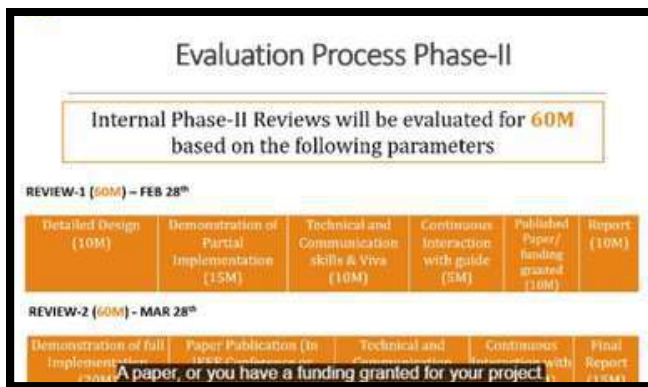 Evaluation Process Phase-II
Internal Phase-II Reviews will be evaluated for 60M
based on the following parameters
REVIEW-1 (60M) – FEB 28th
Detailed Design
(10M)
Demonstration of
Partial
Implementation
(15M)
Technical and
Communication
skills & Viva
(10M)
Continuous
Interaction
with guide
(5M)
Published
Paper/
funding
granted
(10M)
Report
(10M)
REVIEW-2 (60M) - MAR 28th
Demonstration of full
Implementation
Paper Publication (In
IEEE Conference or
Technical and
Communication
Continuous
Interaction with
Final
Report
A paper, or you have a funding granted for your project